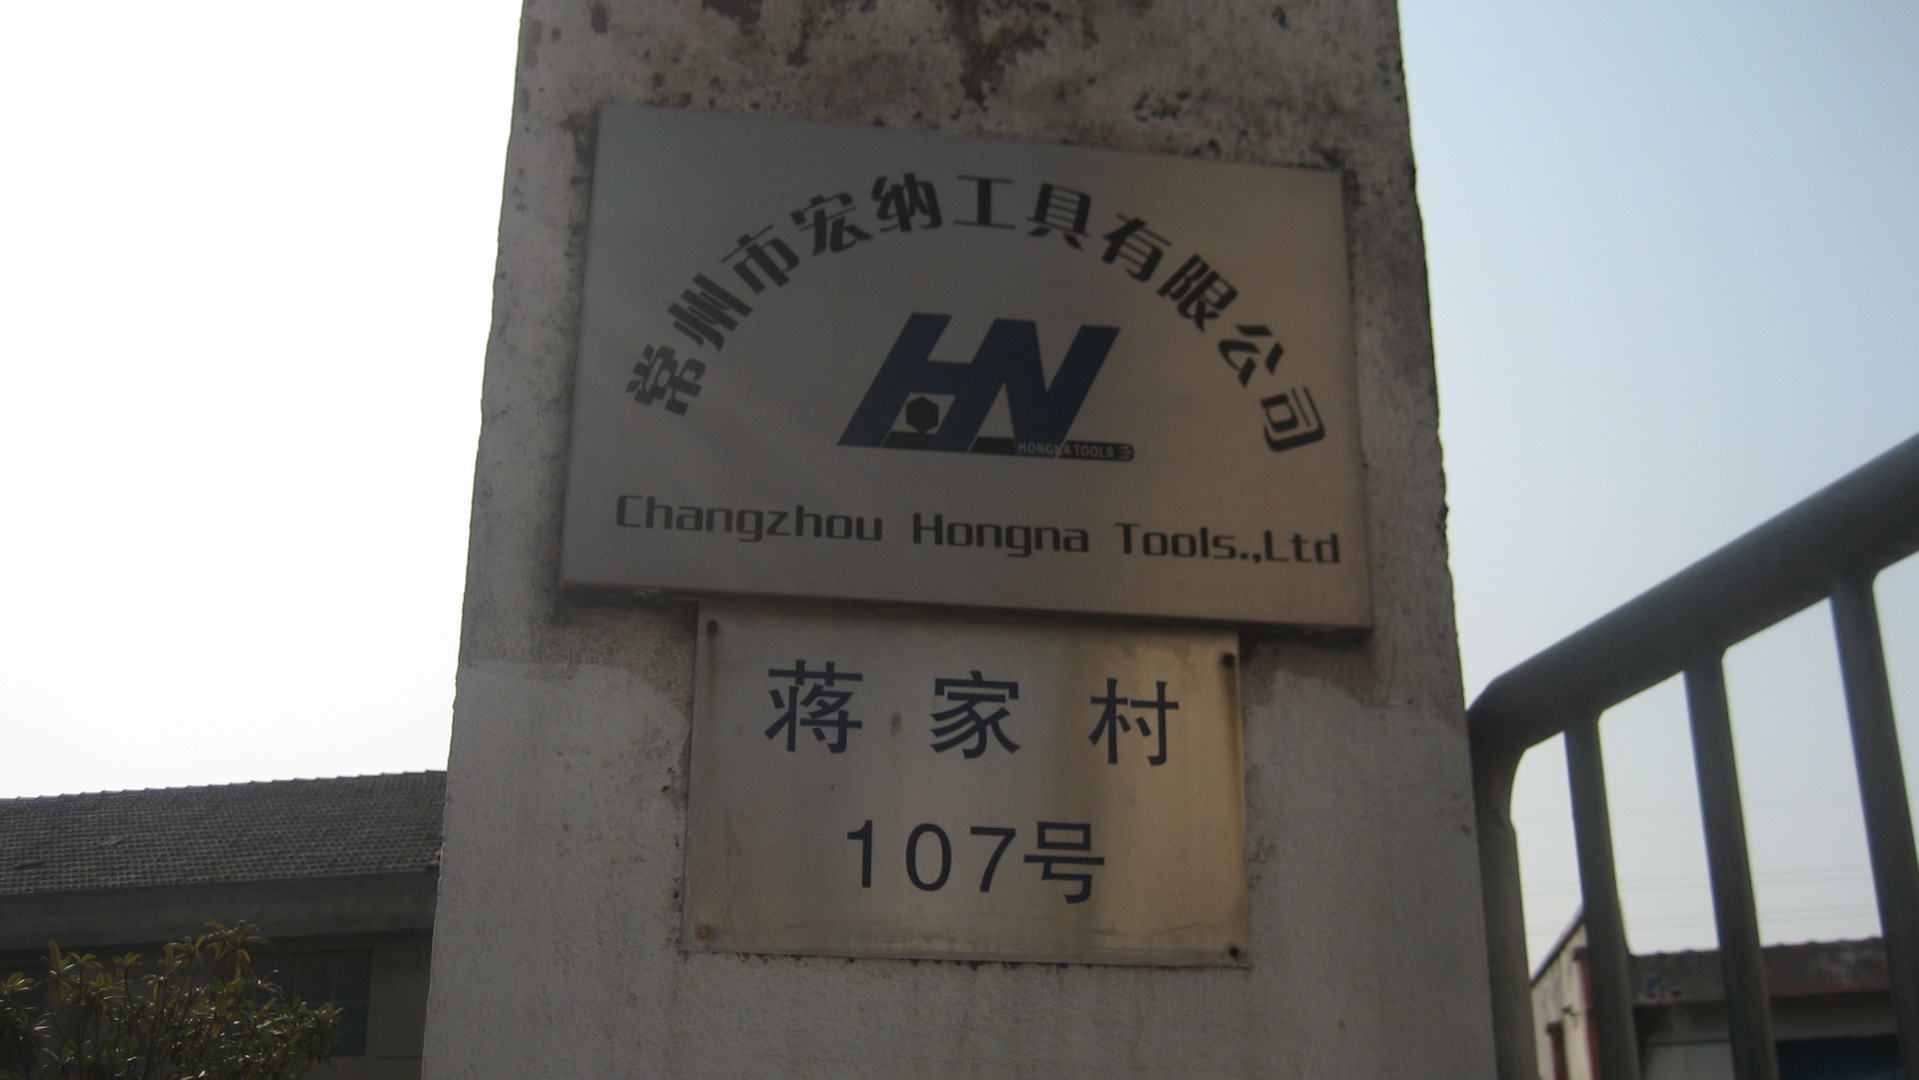 常州市宏纳工具有限公司
HN
HONGNA TOOLS
Changzhou Hongna Tools.,Ltd
蒋家村
107号